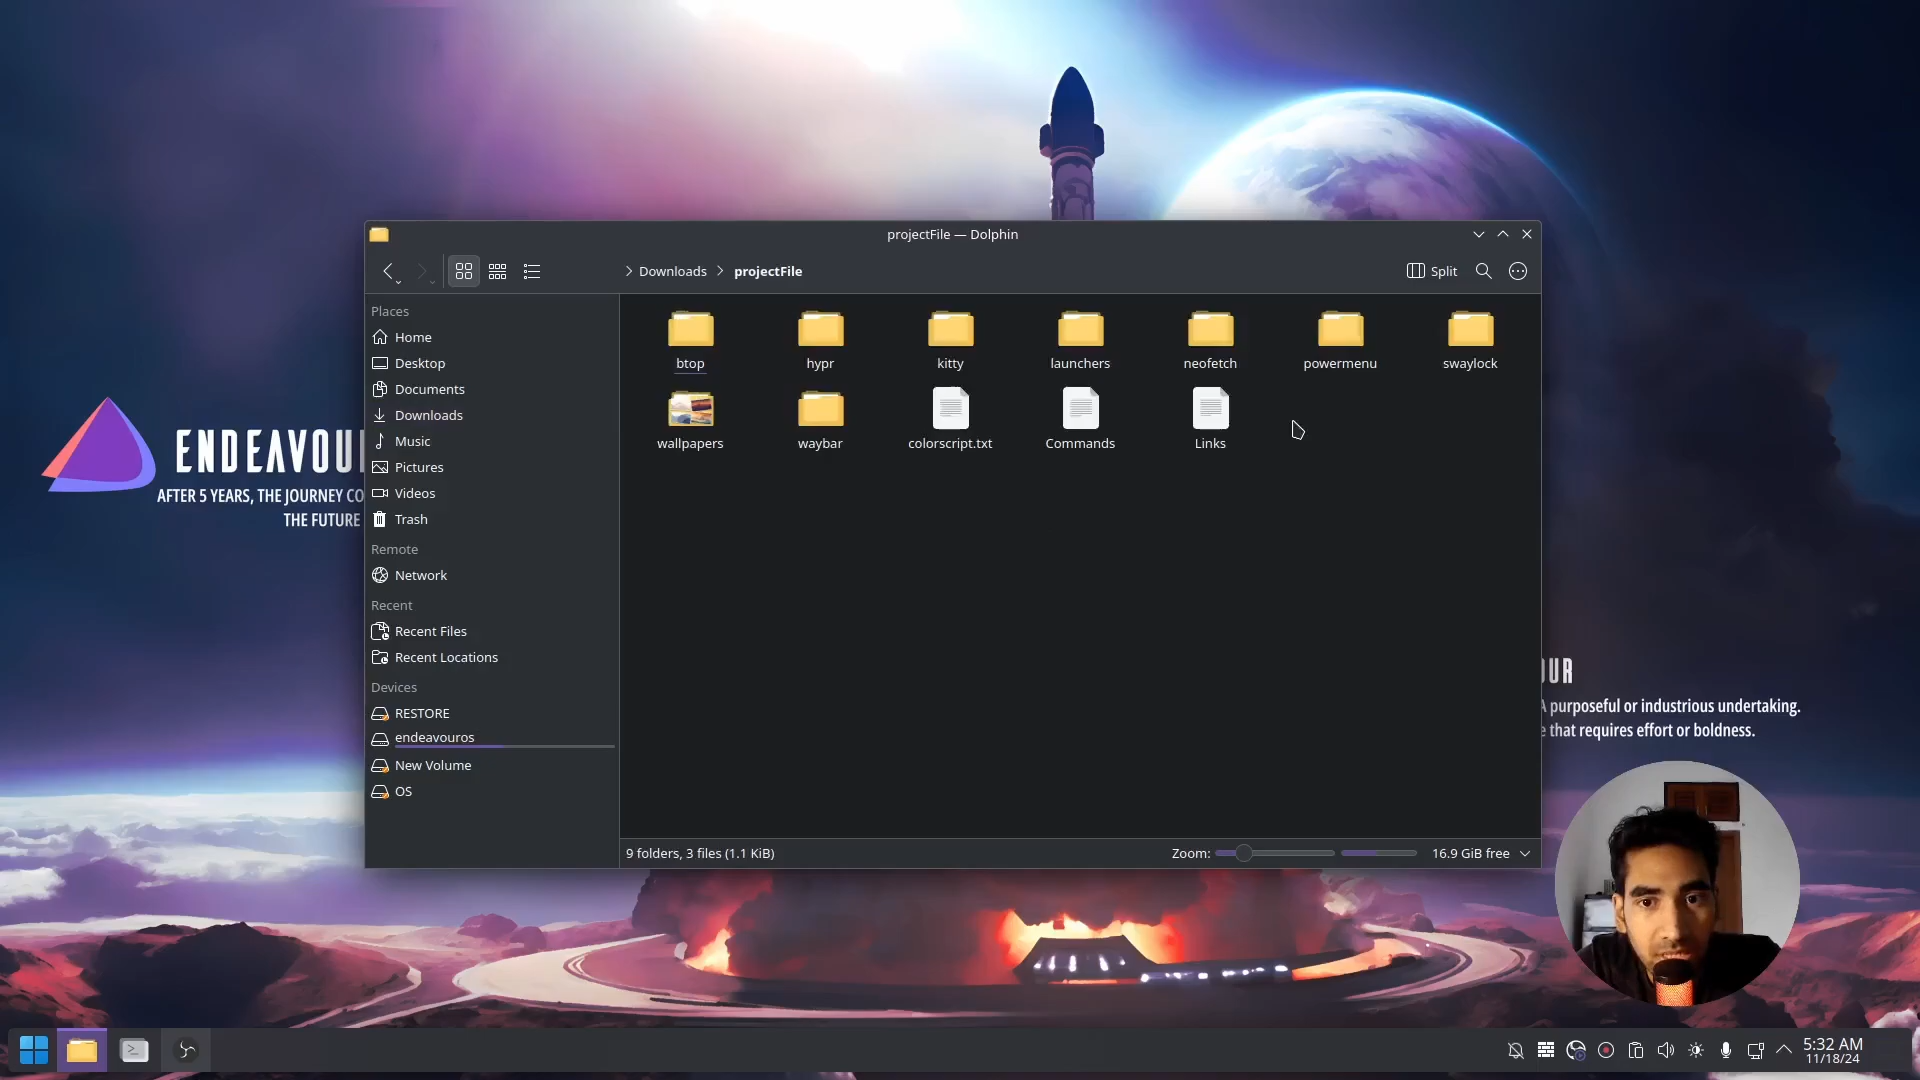 projectFile — Dolphin
Downloads
projectFile
Split
Places
Home
Desktop
Documents
Downloads
Music
Pictures
Videos
Trash
Remote
Network
Recent
Recent Files
Recent Locations
Devices
RESTORE
endeavouros
New Volume
OS
btop
hypr
kitty
launchers
neofetch
powermenu
swaylock
wallpapers
waybar
colorscript.txt
Commands
Links
9 folders, 3 files (1.1 KiB)
Zoom:
16.9 GiB free
ENDEAVOU
AFTER 5 YEARS, THE JOURNEY CO
THE FUTURE
OUR
A purposeful or industrious undertaking.
e that requires effort or boldness.
5:32 AM
11/18/24